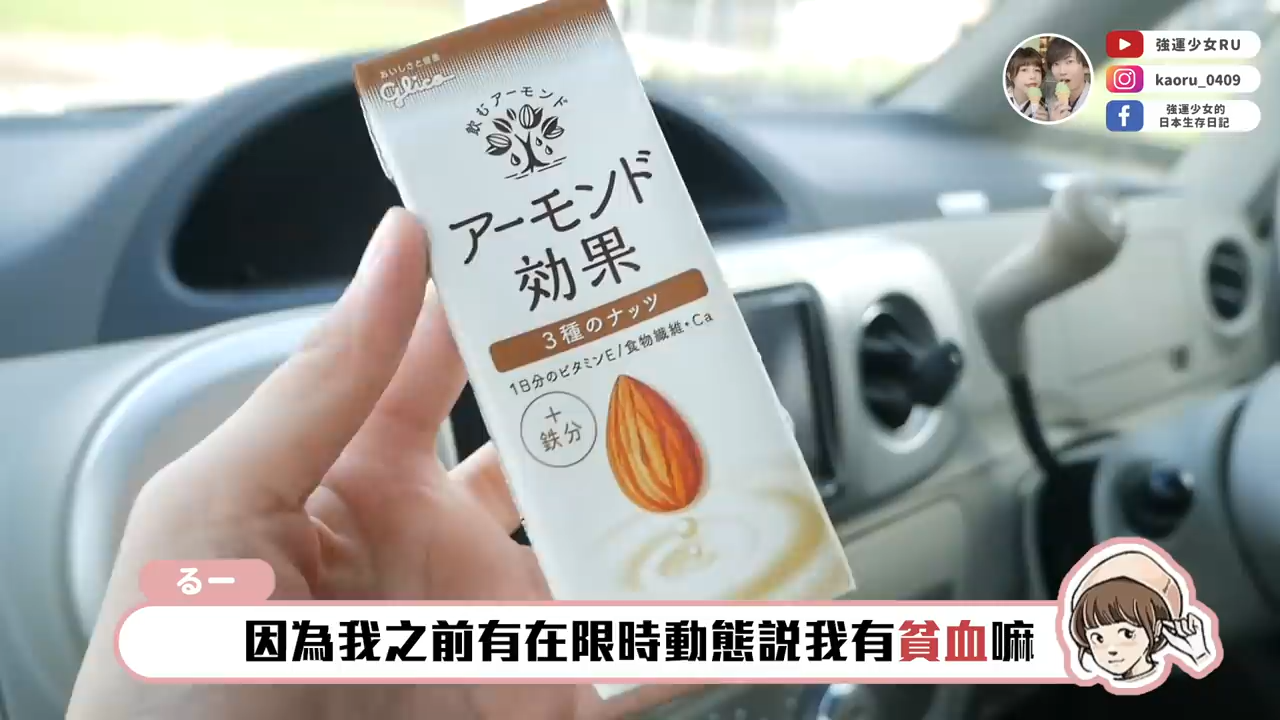 おいしさと健康
Glico
飲むアーモンド
アーモンド
効果
3種のナッツ
1日分のビタミンE/食物繊維・Ca
+
鉄分
強運少女RU
kaoru_0409
強運少女的
日本生存日記
るー
因為我之前有在限時動態説我有貧血嘛